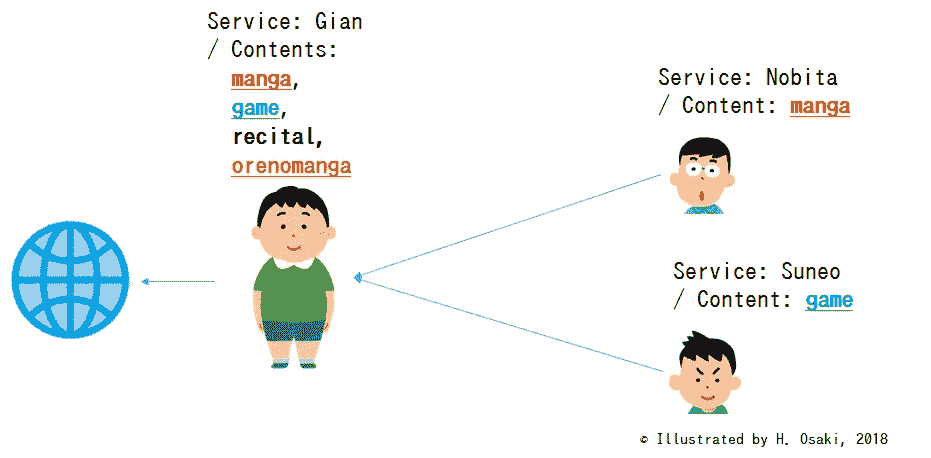 Service: Gian
/ Contents:
manga,
game,
recital,
orenomanga
Service: Nobita
/ Content: manga
Service: Suneo
/ Content: game
© Illustrated by H. Osaki, 2018